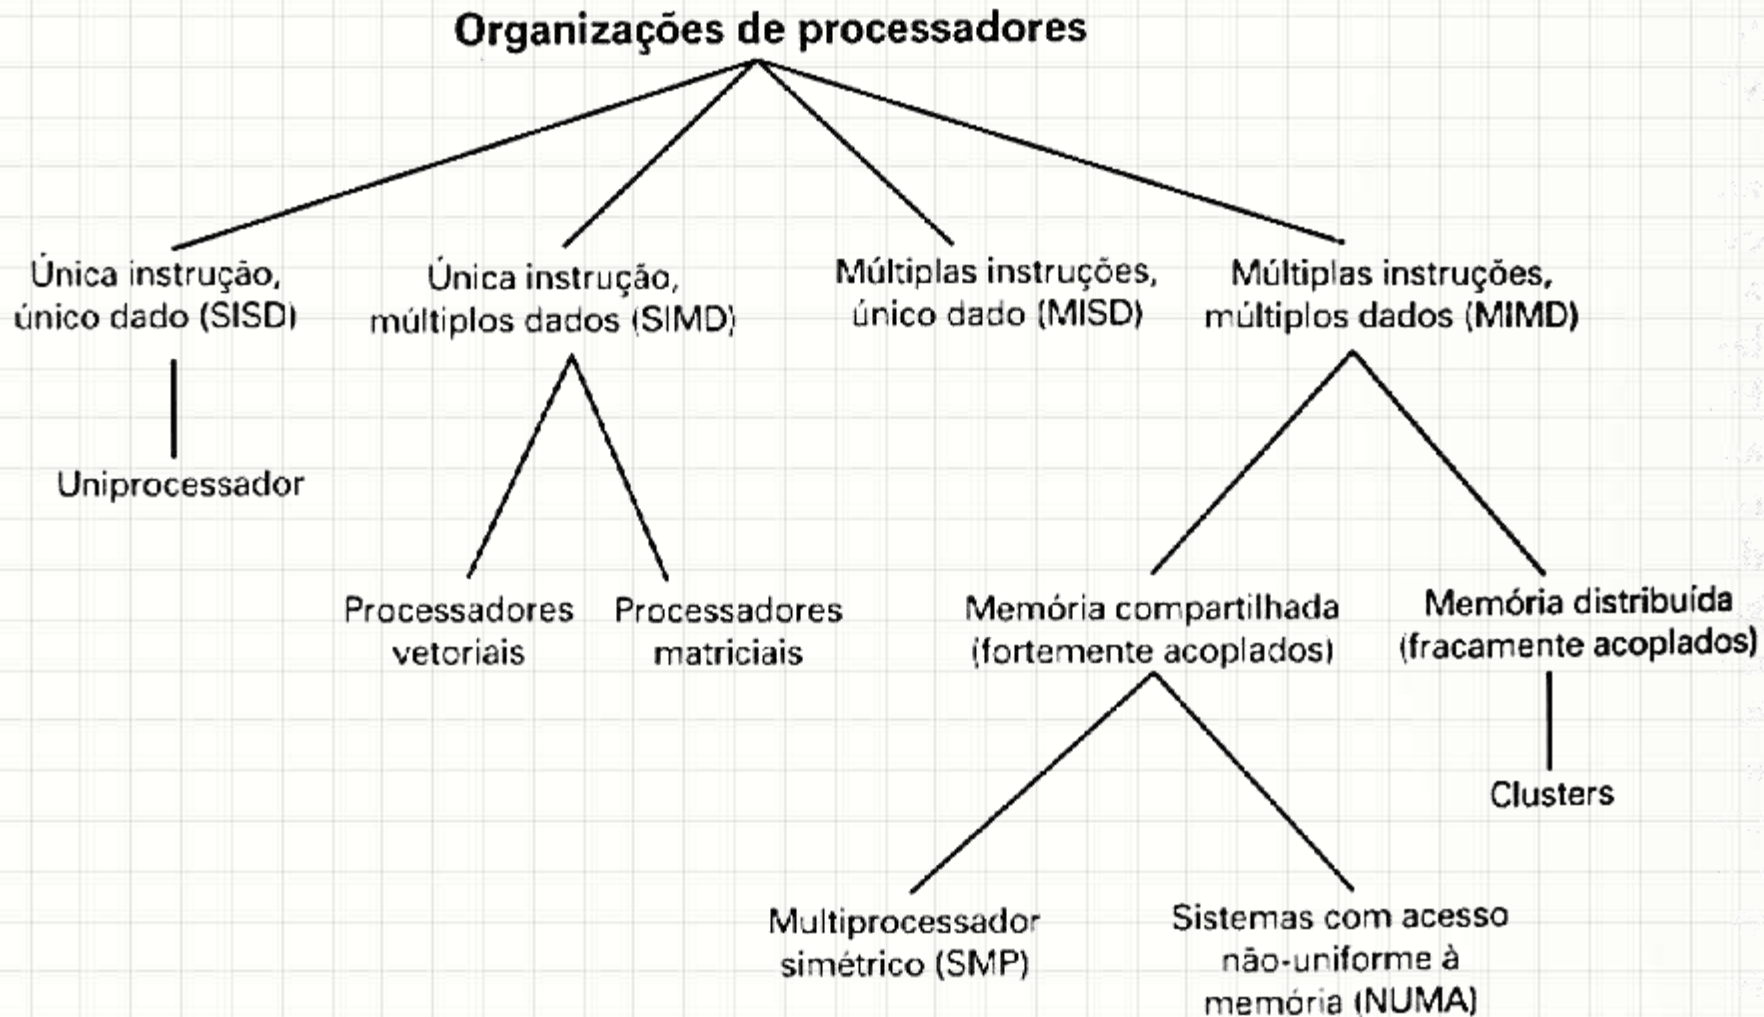 Organizações de processadores
Única instrução,
único dado (SISD)
Única instrução,
múltiplos dados (SIMD)
Múltiplas instruções,
único dado (MISD)
Múltiplas instruções,
múltiplos dados (MIMD)
Uniprocessador
Processadores
vetoriais
Processadores
matriciais
Memória compartilhada
(fortemente acoplados)
Memória distribuída
(fracamente acoplados)
Clusters
Multiprocessador
simétrico (SMP)
Sistemas com acesso
não-uniforme à
memória (NUMA)